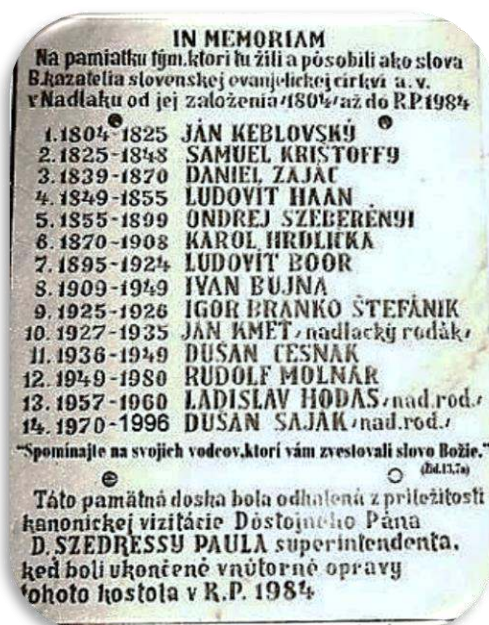 IN MEMORIAM
Na pamiatku tým, ktorí tu žili a pôsobili ako slova
B. kazatelia slovenskej evanjelickej cirkvi a. v.
v Nadlaku od jej založenia /1804/ až do R.P. 1984
1. 1804-1825 JÁN KEBLOVSKÝ
2. 1825-1848 SAMUEL KRISTOFFY
3. 1839-1870 DANIEL ZAJAC
4. 1849-1855 LUDOVÍT HAAN
5. 1855-1899 ONDREJ SZEBERÉNYI
6. 1870-1908 KAROL HRDLIČKA
7. 1895-1924 LUDOVÍT BOOR
8. 1909-1949 IVAN BUJNA
9. 1925-1926 IGOR BRANKO ŠTEFÁNIK
10. 1927-1935 JÁN KMEŤ /nadlacký rodák/
11. 1936-1949 DUŠAN ČESNAK
12. 1949-1980 RUDOLF MOLNÁR
13. 1957-1960 LADISLAV HODAS /nad. rod./
14. 1970-1996 DUŠAN SAJÁK /nad. rod./
"Spomínajte na svojich vodcov, ktorí vám zvestovali slovo Božie."
(Žid. 13, 7a)
Táto pamätná doska bola odhalená z príležitosti
kanonickej vizitácie Dôstojného Pána
D. SZEDRESSY PAULA superintendenta,
keď boli ukončené vnútorné opravy
tohoto kostola v R.P. 1984